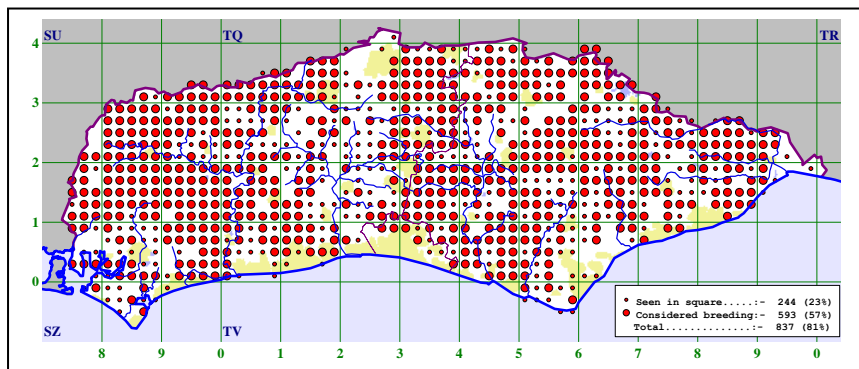 SU TQ TR
4
3
2
1
0
Seen in square.....:- 244 (23%)
Considered breeding:- 593 (57%)
Total..............:- 837 (81%)
SZ TV
8 9 0 1 2 3 4 5 6 7 8 9 0